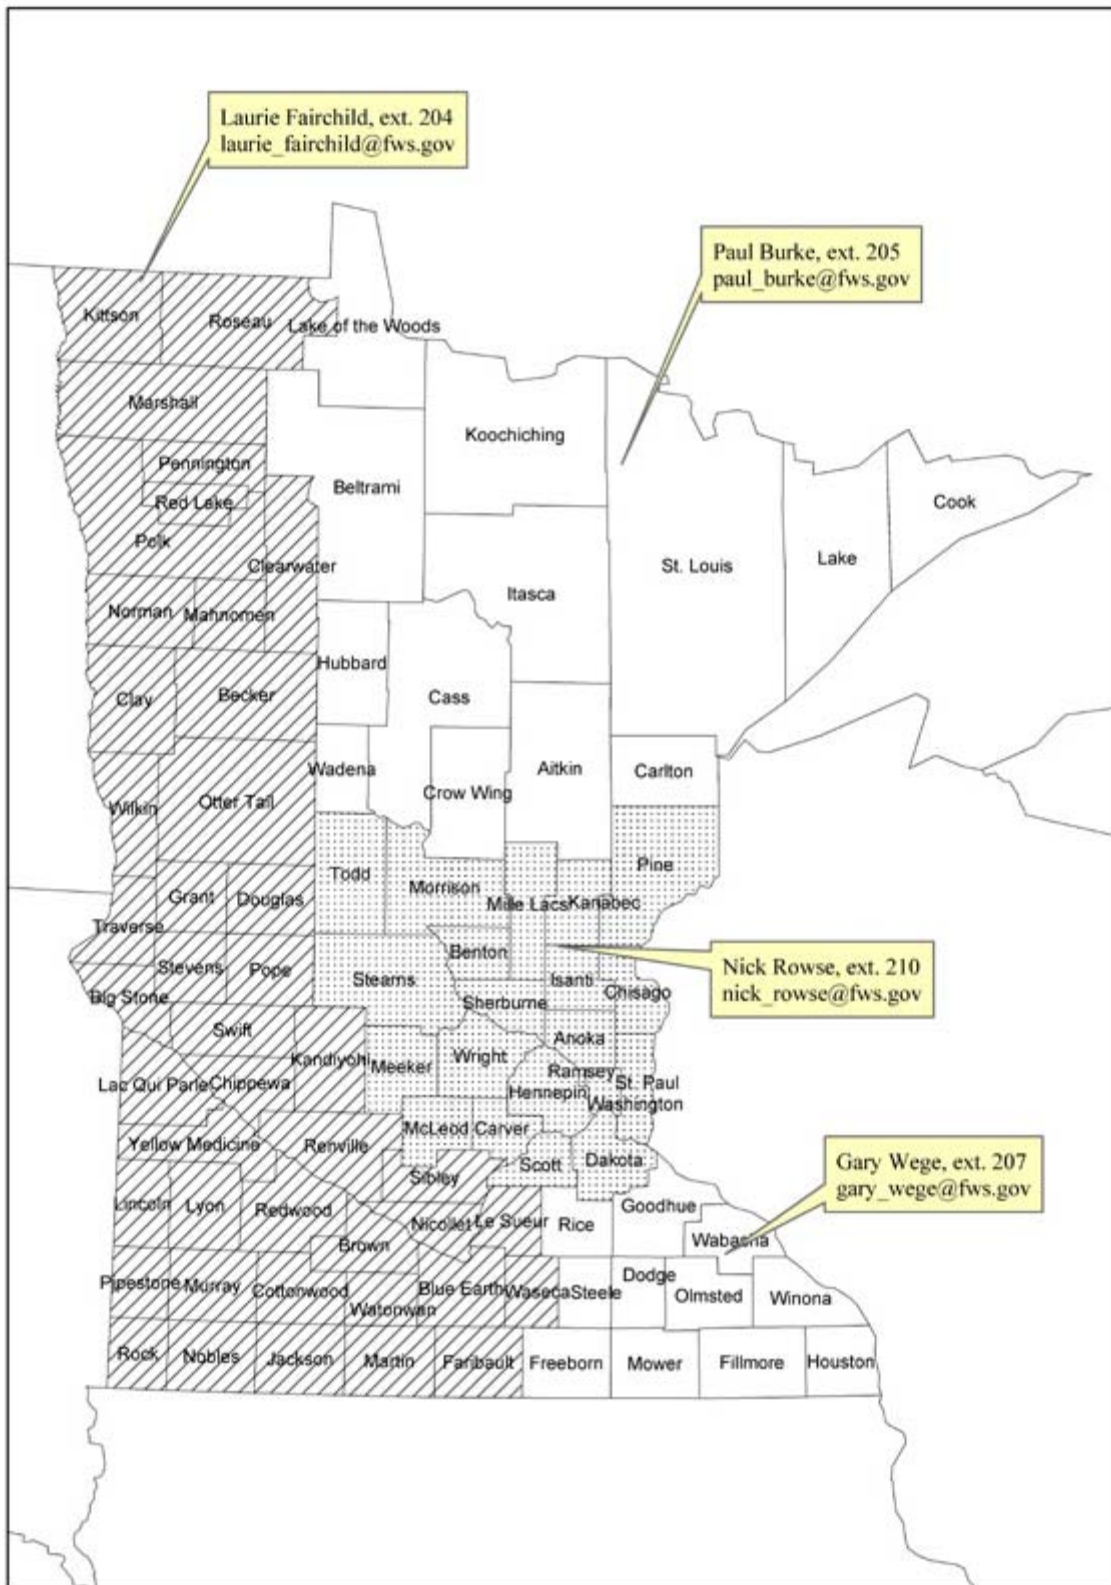 Laurie Fairchild, ext. 204
laurie_fairchild@fws.gov
Paul Burke, ext. 205
paul_burke@fws.gov
Kittson
Roseau
Lake of the Woods
Marshall
Koochiching
Pennington
Beltrami
Red Lake
Cook
Polk
Clearwater
St. Louis
Lake
Itasca
Norman
Mahnomen
Hubbard
Clay
Becker
Cass
Wadena
Aitkin
Carlton
Crow Wing
Wilkin
Otter Tail
Todd
Morrison
Pine
Grant
Douglas
Mille Lacs
Kanabec
Traverse
Benton
Nick Rowse, ext. 210
nick_rowse@fws.gov
Stevens
Pope
Stearns
Isanti
Chisago
Big Stone
Sherburne
Swift
Anoka
Kandiyohi
Meeker
Wright
Ramsey
Lac Qui Parle
Chippewa
Hennepin
St. Paul
Washington
McLeod
Carver
Yellow Medicine
Renville
Gary Wege, ext. 207
gary_wege@fws.gov
Sibley
Scott
Dakota
Lincoln
Lyon
Redwood
Goodhue
Nicollet
Le Sueur
Rice
Wabasha
Brown
Pipestone
Murray
Cottonwood
Blue Earth
Waseca
Steele
Dodge
Olmsted
Winona
Watonwan
Rock
Nobles
Jackson
Martin
Faribault
Freeborn
Mower
Fillmore
Houston